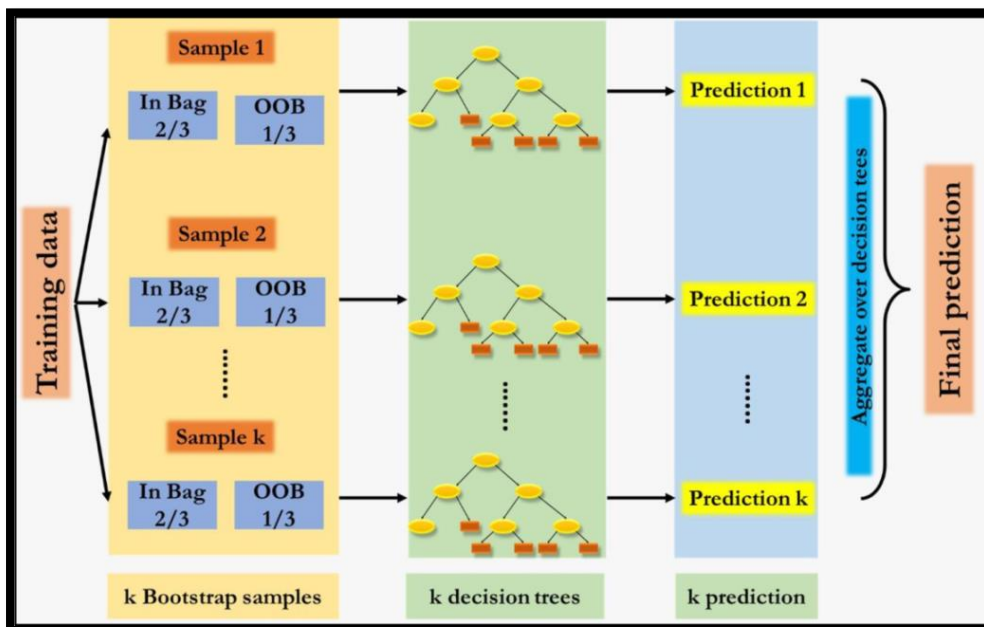 Training data
Sample 1
In Bag
2/3
OOB
1/3
Sample 2
In Bag
2/3
OOB
1/3
Sample k
In Bag
2/3
OOB
1/3
k Bootstrap samples
k decision trees
Prediction 1
Prediction 2
Prediction k
k prediction
Aggregate over decision tees
Final prediction